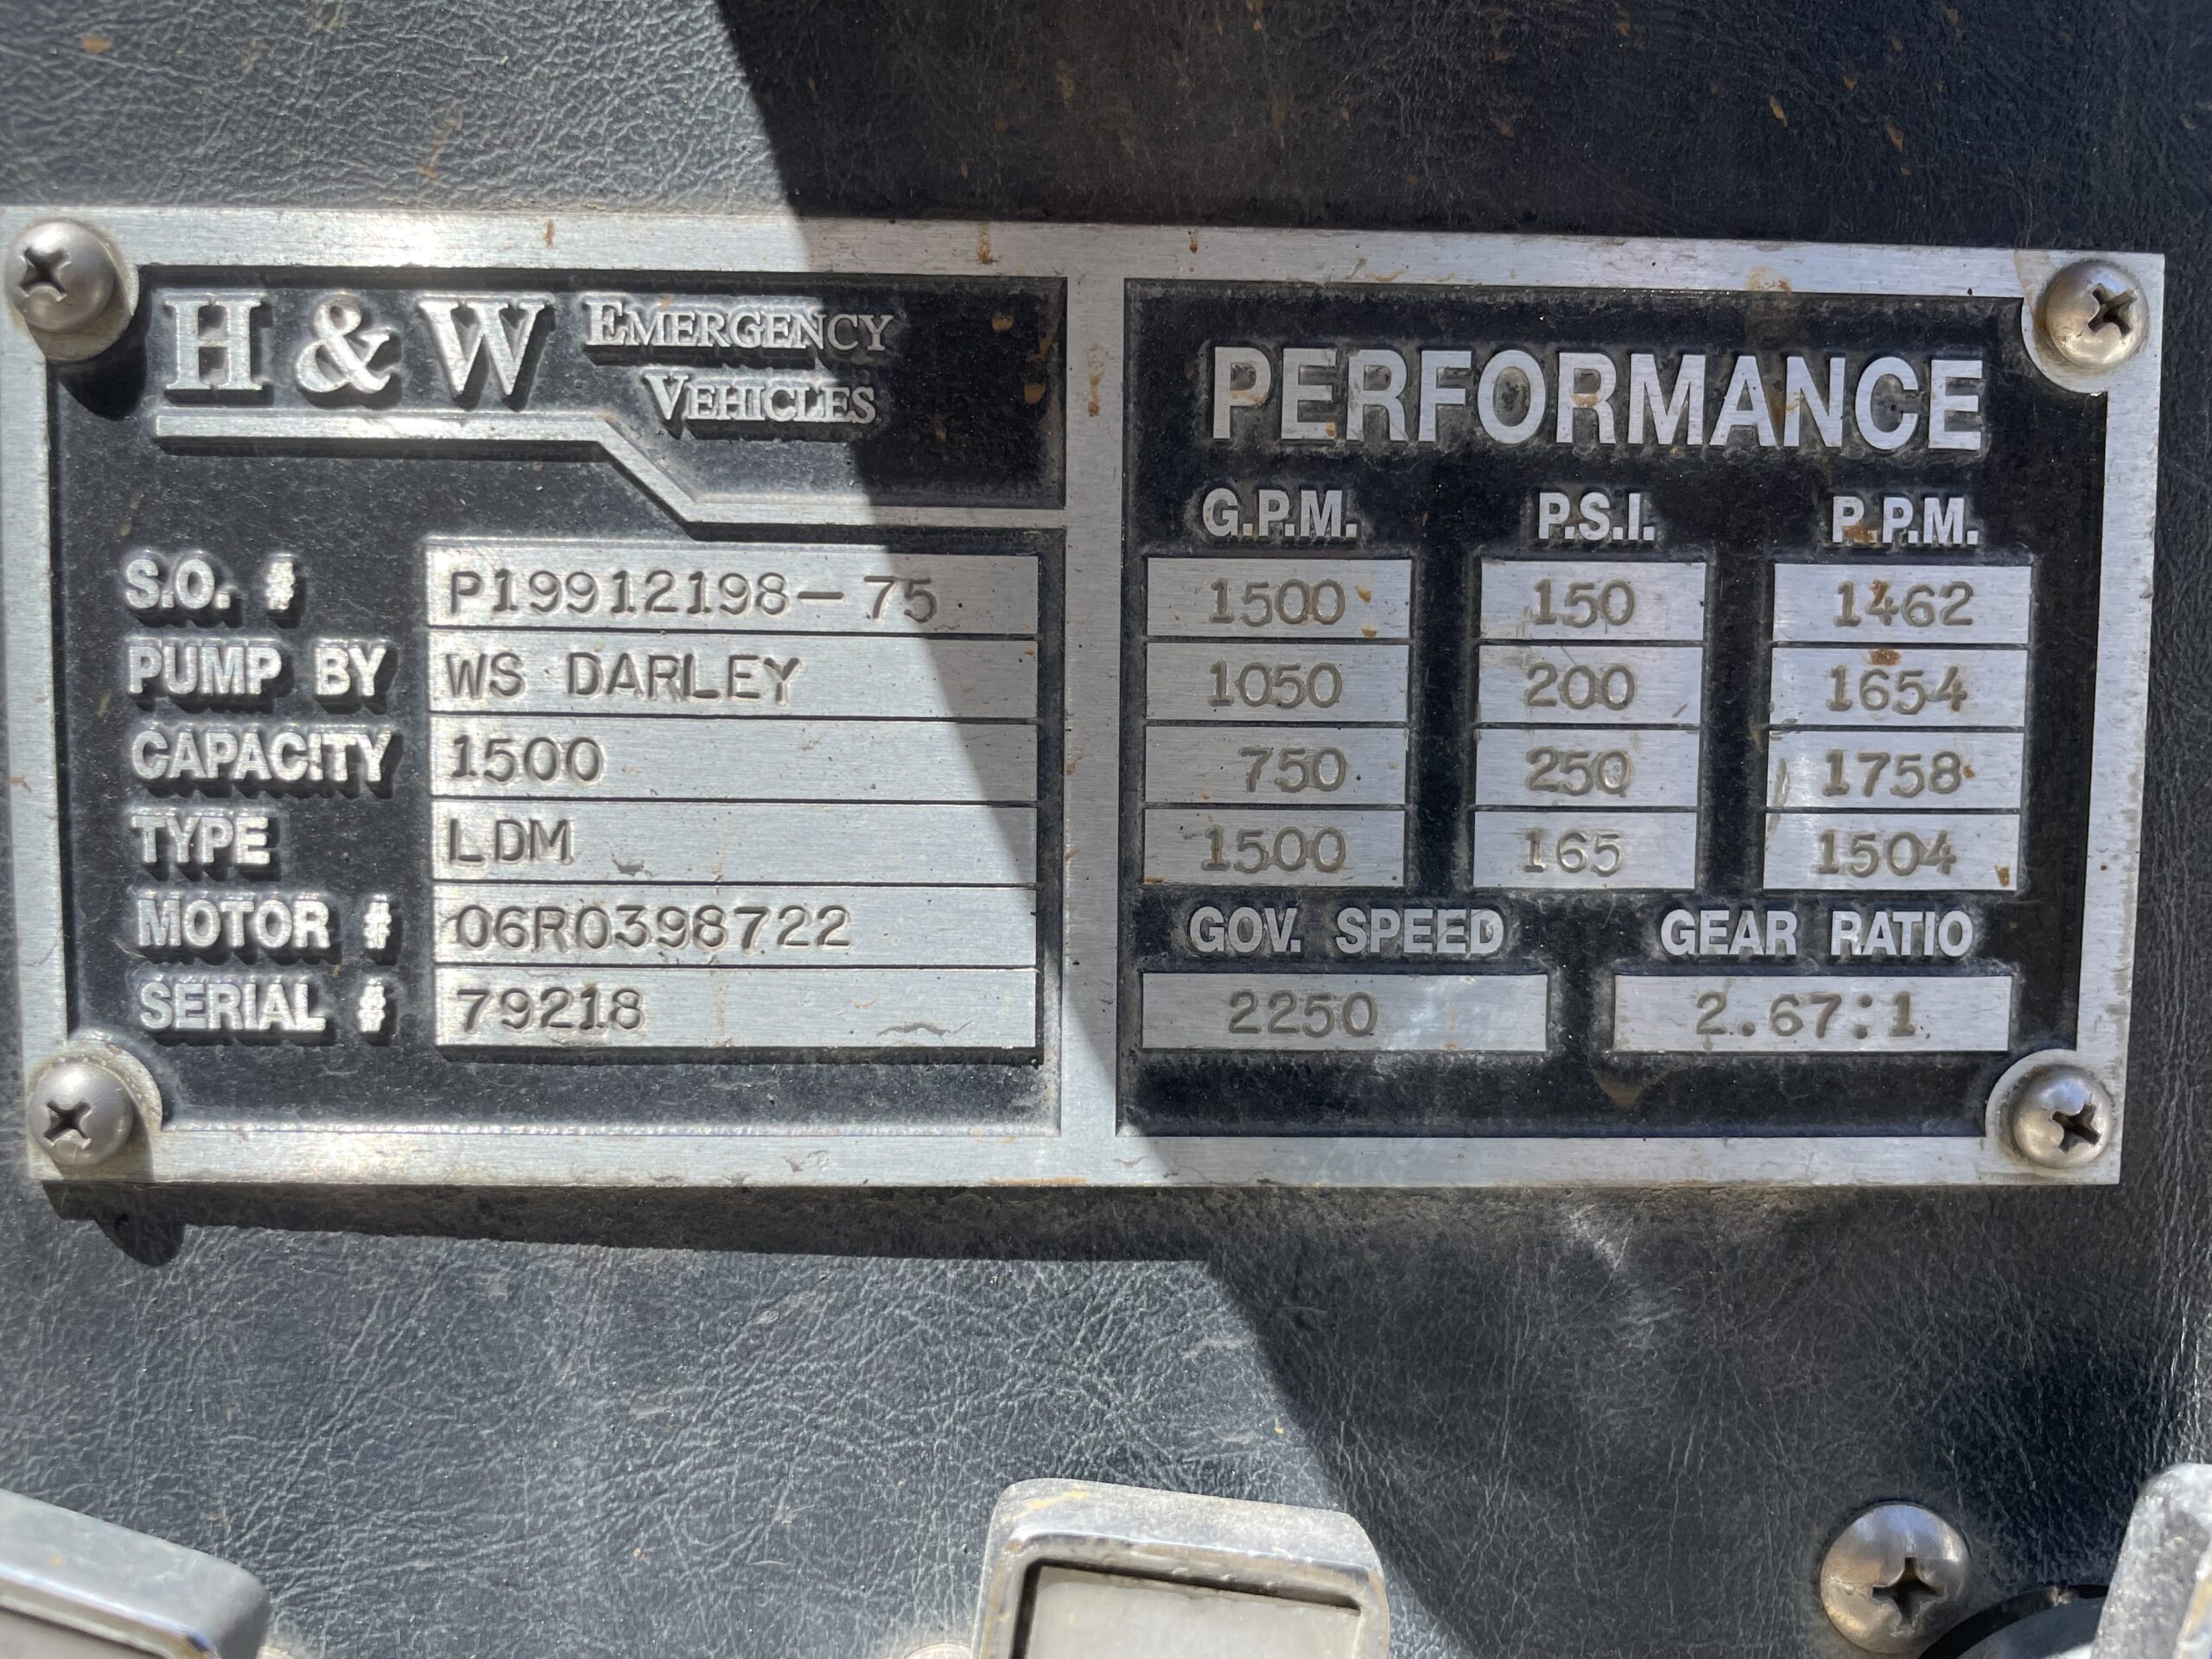 H & W EMERGENCY VEHICLES
S.O. # P19912198-75
PUMP BY WS DARLEY
CAPACITY 1500
TYPE LDM
MOTOR # 06R0398722
SERIAL # 79218
PERFORMANCE
G.P.M. P.S.I. R.P.M.
1500 150 1462
1050 200 1654
750 250 1758
1500 165 1504
GOV. SPEED GEAR RATIO
2250 2.67:1